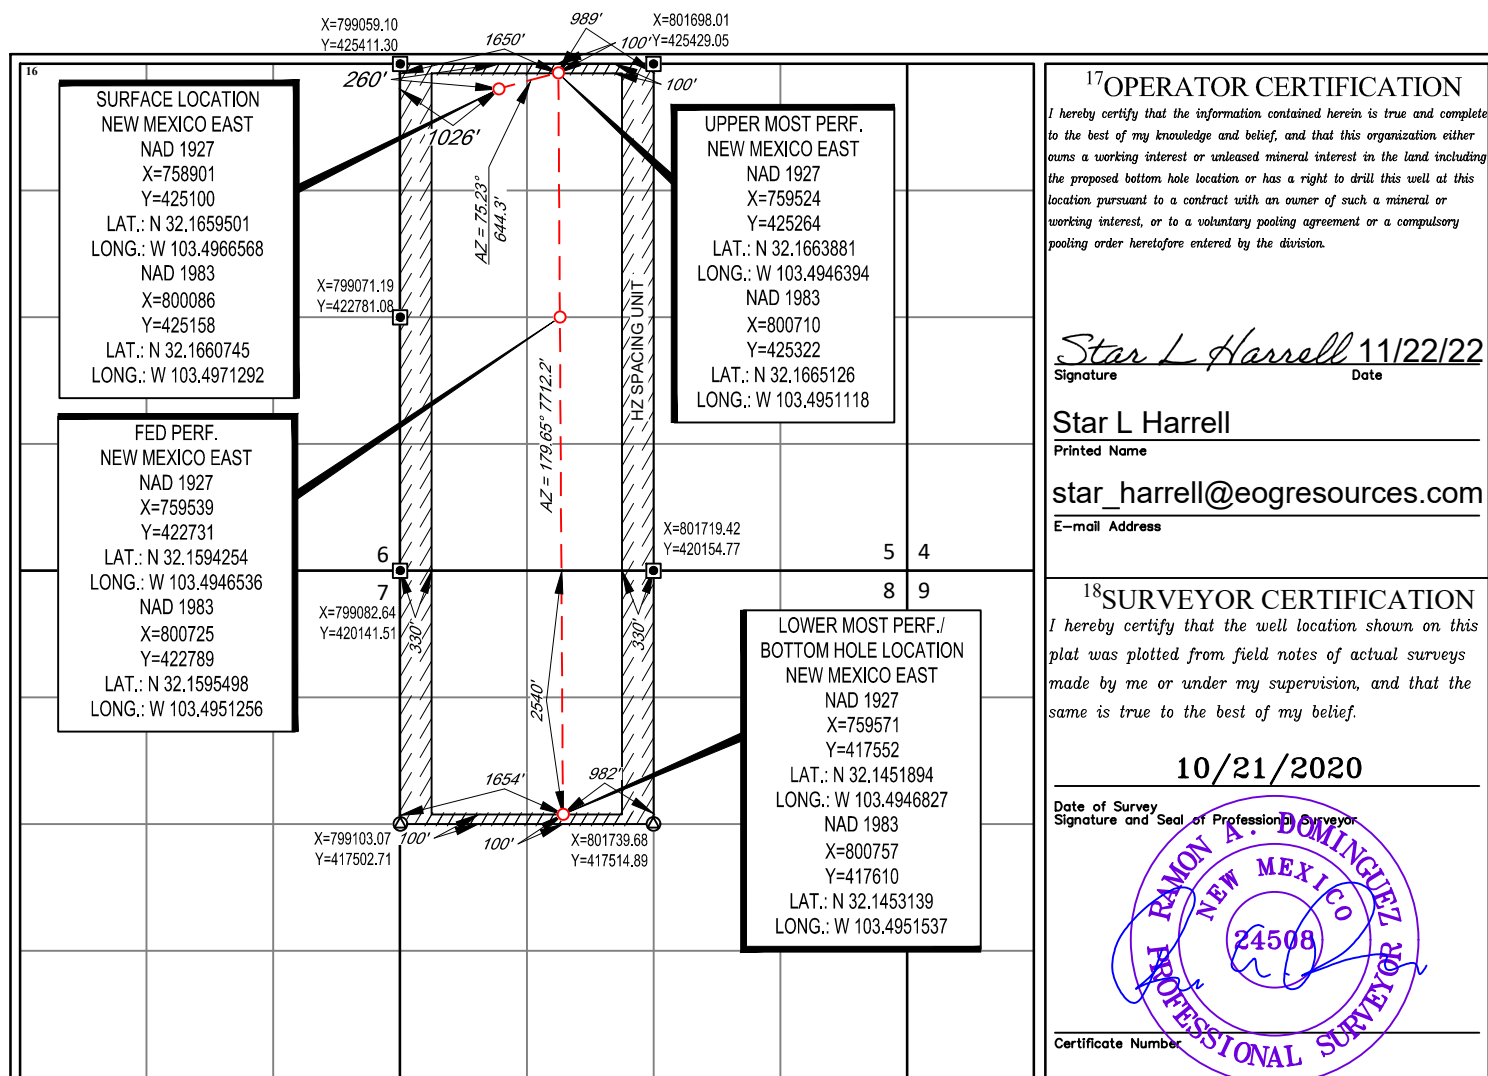 16
X=799059.10
Y=425411.30
1650'
989'
100'
X=801698.01
Y=425429.05
260'
100'
1026'
SURFACE LOCATION
NEW MEXICO EAST
NAD 1927
X=758901
Y=425100
LAT.: N 32.1659501
LONG.: W 103.4966568
NAD 1983
X=800086
Y=425158
LAT.: N 32.1660745
LONG.: W 103.4971292
AZ = 75.23°
644.3'
UPPER MOST PERF.
NEW MEXICO EAST
NAD 1927
X=759524
Y=425264
LAT.: N 32.1663881
LONG.: W 103.4946394
NAD 1983
X=800710
Y=425322
LAT.: N 32.1665126
LONG.: W 103.4951118
X=799071.19
Y=422781.08
HZ SPACING UNIT
AZ = 179.65° 7712.2'
FED PERF.
NEW MEXICO EAST
NAD 1927
X=759539
Y=422731
LAT.: N 32.1594254
LONG.: W 103.4946536
NAD 1983
X=800725
Y=422789
LAT.: N 32.1595498
LONG.: W 103.4951256
X=801719.42
Y=420154.77
6
7
5
4
8
9
X=799082.64
Y=420141.51
330'
330'
2540'
LOWER MOST PERF./
BOTTOM HOLE LOCATION
NEW MEXICO EAST
NAD 1927
X=759571
Y=417552
LAT.: N 32.1451894
LONG.: W 103.4946827
NAD 1983
X=800757
Y=417610
LAT.: N 32.1453139
LONG.: W 103.4951537
1654'
982'
X=799103.07
Y=417502.71
100'
100'
X=801739.68
Y=417514.89
17 OPERATOR CERTIFICATION
I hereby certify that the information contained herein is true and complete
to the best of my knowledge and belief, and that this organization either
owns a working interest or unleased mineral interest in the land including
the proposed bottom hole location or has a right to drill this well at this
location pursuant to a contract with an owner of such a mineral or
working interest, or to a voluntary pooling agreement or a compulsory
pooling order heretofore entered by the division.
Star L Harrell 11/22/22
Signature Date
Star L Harrell
Printed Name
star_harrell@eogresources.com
E-mail Address
18 SURVEYOR CERTIFICATION
I hereby certify that the well location shown on this
plat was plotted from field notes of actual surveys
made by me or under my supervision, and that the
same is true to the best of my belief.
10/21/2020
Date of Survey
Signature and Seal of Professional Surveyor
RAMON A. DOMINGUEZ
NEW MEXICO
24508
PROFESSIONAL SURVEYOR
Certificate Number